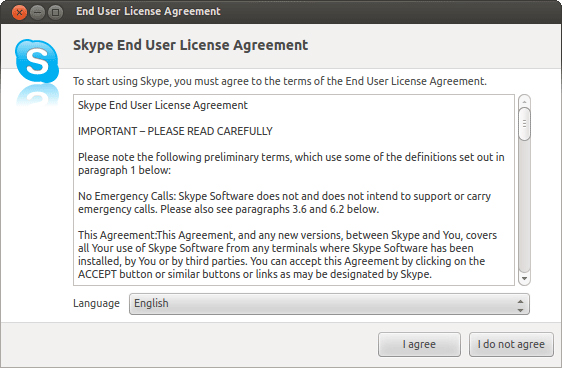 End User License Agreement
Skype End User License Agreement
To start using Skype, you must agree to the terms of the End User License Agreement.
Skype End User License Agreement
IMPORTANT – PLEASE READ CAREFULLY
Please note the following preliminary terms, which use some of the definitions set out in
paragraph 1 below:
No Emergency Calls: Skype Software does not and does not intend to support or carry
emergency calls. Please also see paragraphs 3.6 and 6.2 below.
This Agreement:This Agreement, and any new versions, between Skype and You, covers
all Your use of Skype Software from any terminals where Skype Software has been
installed, by You or by third parties. You can accept this Agreement by clicking on the
ACCEPT button or similar buttons or links as may be designated by Skype.
Language English
I agree I do not agree